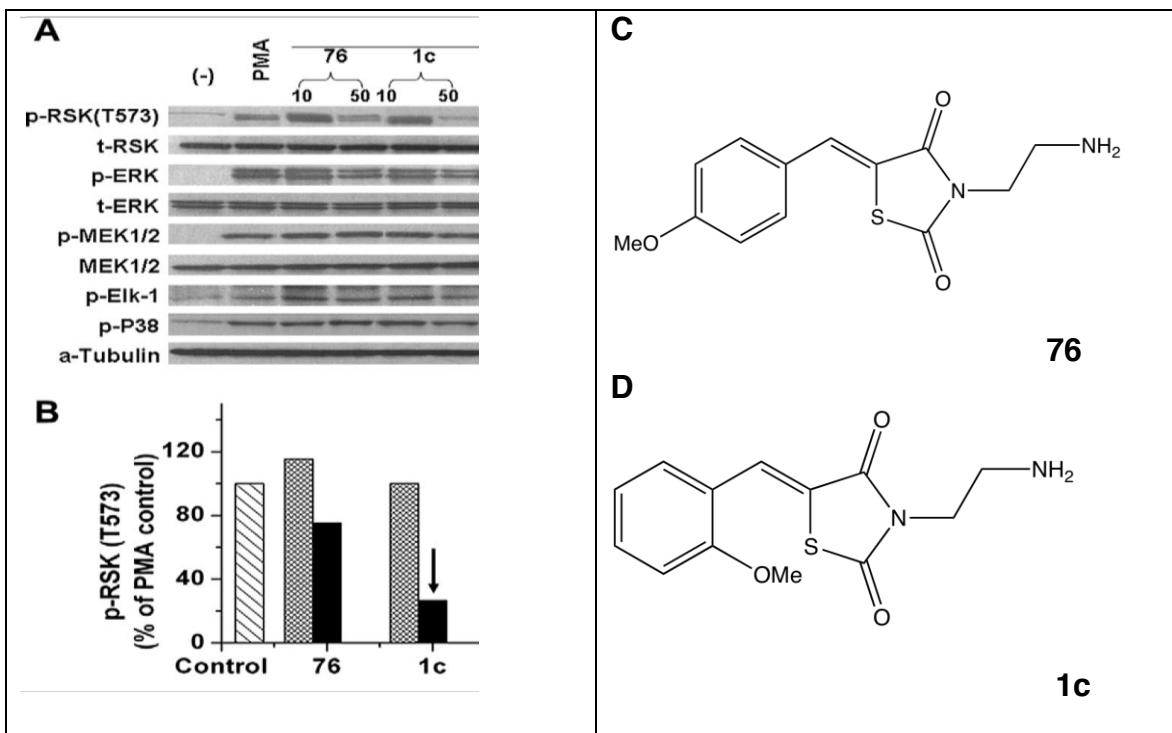 A
(-)
PMA
76
1c
10
50
10
50
p-RSK(T573)
t-RSK
p-ERK
t-ERK
p-MEK1/2
MEK1/2
p-Elk-1
p-P38
a-Tubulin
B
p-RSK (T573)
(% of PMA control)
120
80
40
0
Control
76
1c
C
O
NH2
N
S
MeO
O
76
D
O
NH2
N
S
OMe
O
1c